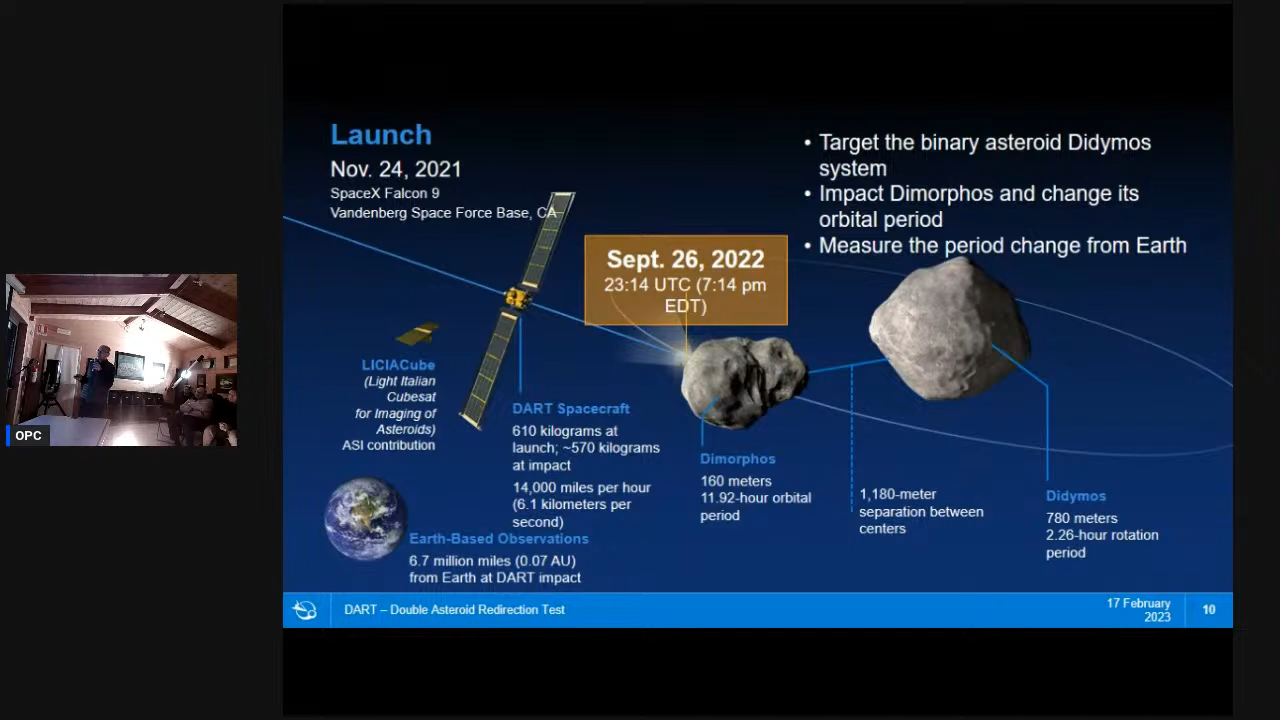 Launch
Nov. 24, 2021
SpaceX Falcon 9
Vandenberg Space Force Base, CA
• Target the binary asteroid Didymos
system
• Impact Dimorphos and change its
orbital period
• Measure the period change from Earth
Sept. 26, 2022
23:14 UTC (7:14 pm
EDT)
LICIACube
(Light Italian
Cubesat
for Imaging of
Asteroids)
ASI contribution
DART Spacecraft
610 kilograms at
launch; ~570 kilograms
at impact
14,000 miles per hour
(6.1 kilometers per
second)
Dimorphos
160 meters
11.92-hour orbital
period
1,180-meter
separation between
centers
Didymos
780 meters
2.26-hour rotation
period
Earth-Based Observations
6.7 million miles (0.07 AU)
from Earth at DART impact
DART – Double Asteroid Redirection Test
17 February
2023
10
OPC